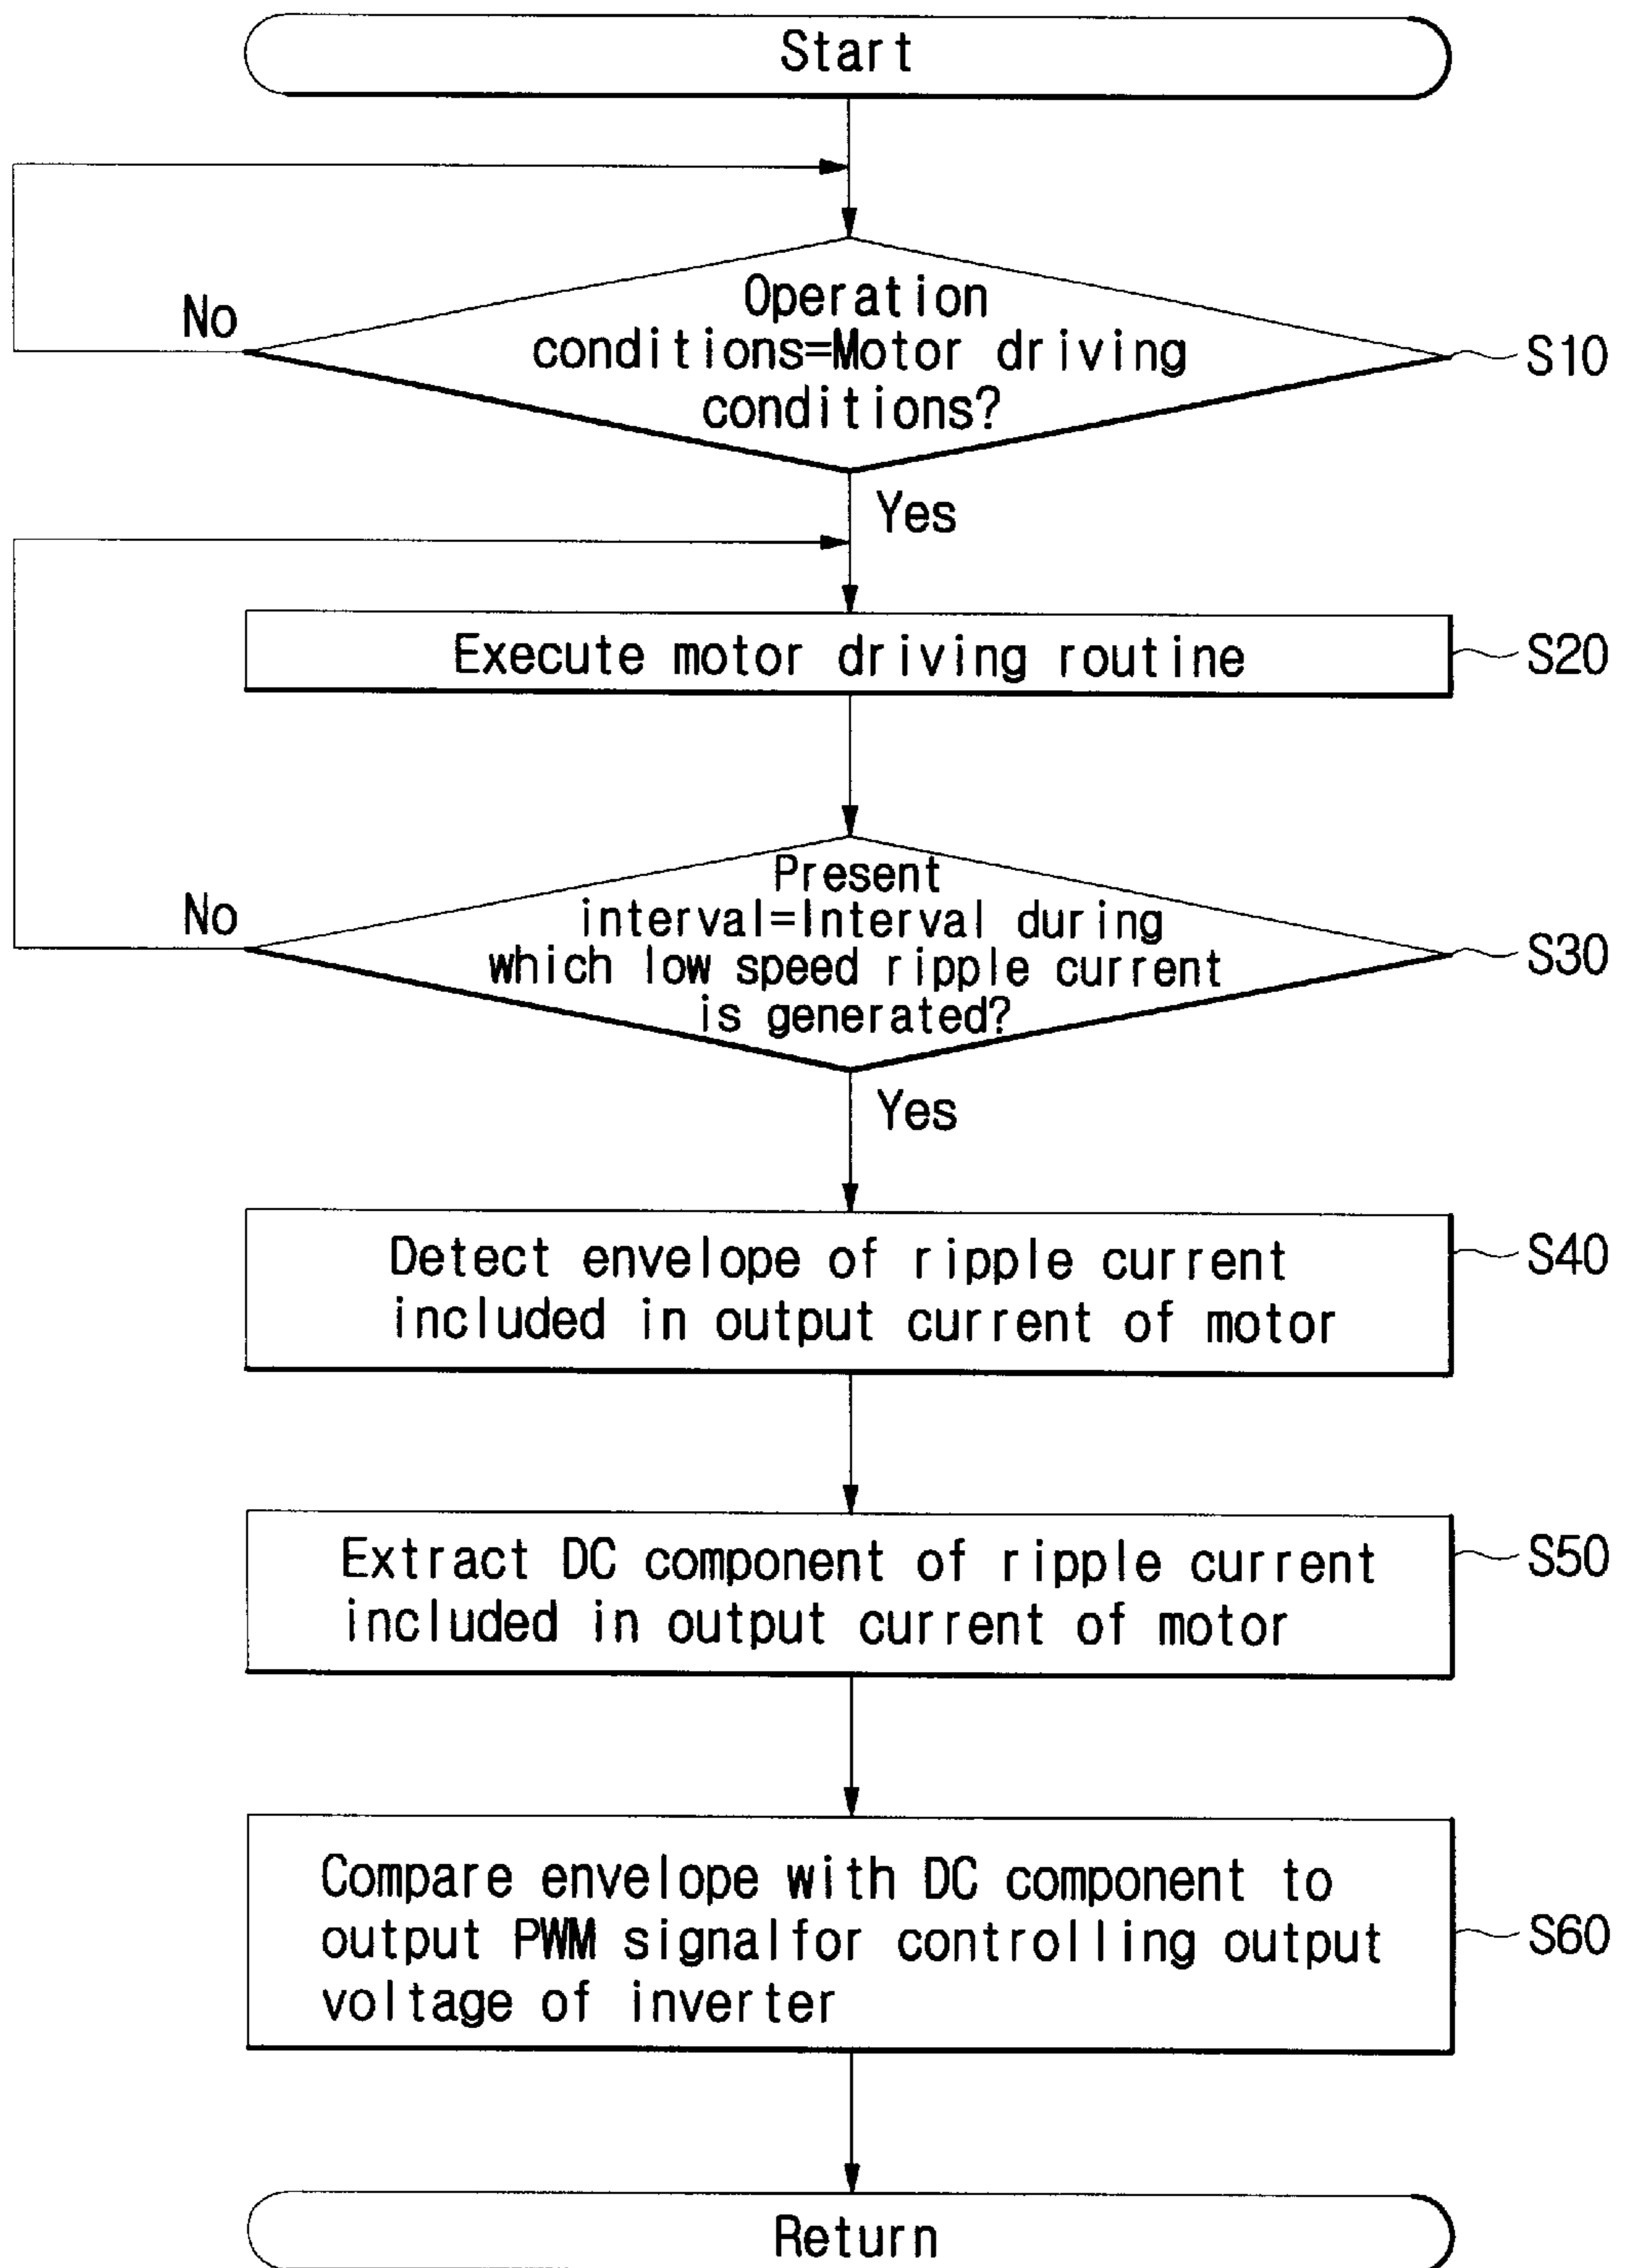 Start
No
Operation
conditions=Motor driving
conditions?
S10
Yes
Execute motor driving routine
S20
No
Present
interval=Interval during
which low speed ripple current
is generated?
S30
Yes
Detect envelope of ripple current
included in output current of motor
S40
Extract DC component of ripple current
included in output current of motor
S50
Compare envelope with DC component to
output PWM signalfor controlling output
voltage of inverter
S60
Return